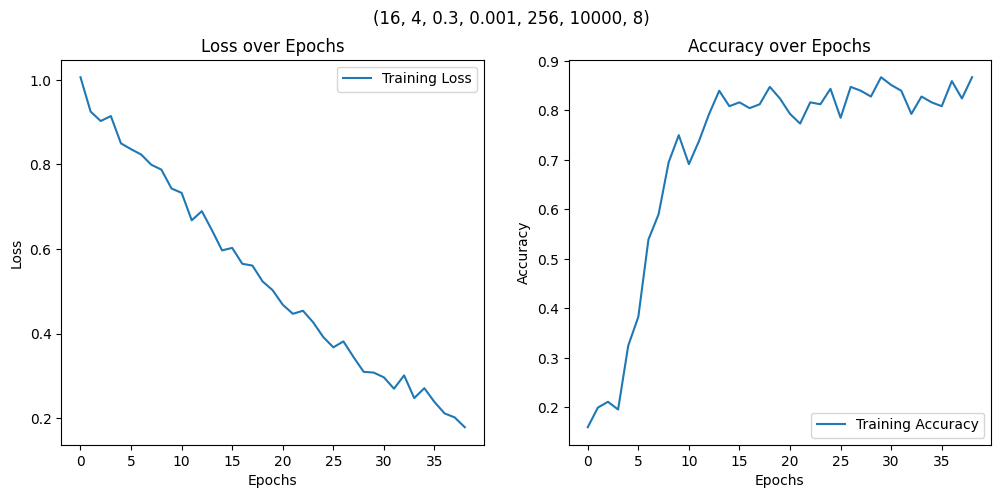 (16, 4, 0.3, 0.001, 256, 10000, 8)
Loss over Epochs
Training Loss
1.0
0.8
0.6
0.4
0.2
Loss
0 5 10 15 20 25 30 35
Epochs
Accuracy over Epochs
0.9
0.8
0.7
0.6
0.5
0.4
0.3
0.2
Accuracy
Training Accuracy
0 5 10 15 20 25 30 35
Epochs